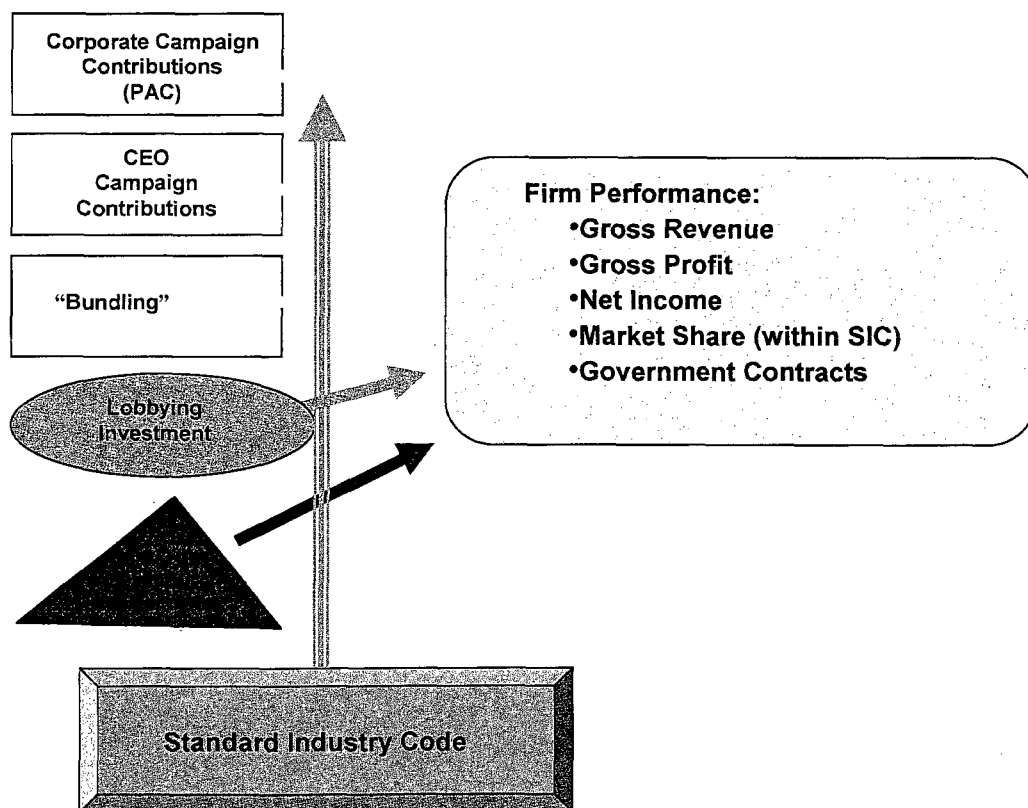 Corporate Campaign
Contributions
(PAC)
CEO
Campaign
Contributions
“Bundling”
Lobbying
Investment
Firm Performance:
•Gross Revenue
•Gross Profit
•Net Income
•Market Share (within SIC)
•Government Contracts
Standard Industry Code